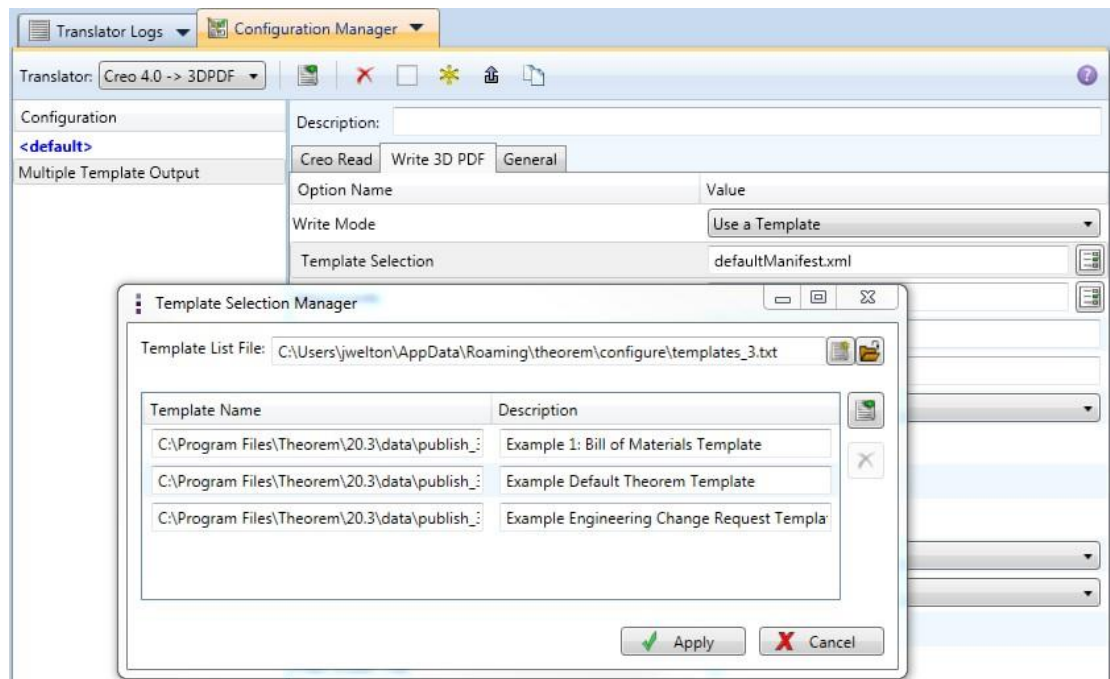 Translator Logs Configuration Manager
Translator: Creo 4.0 -> 3DPDF
Configuration Description:
<default>
Creo Read Write 3D PDF General
Multiple Template Output
Option Name Value
Write Mode Use a Template
Template Selection defaultManifest.xml
Template Selection Manager
Template List File: C:\Users\jwelton\AppData\Roaming\theorem\configure\templates_3.txt
Template Name Description
C:\Program Files\Theorem\20.3\data\publish_3 Example 1: Bill of Materials Template
C:\Program Files\Theorem\20.3\data\publish_3 Example Default Theorem Template
C:\Program Files\Theorem\20.3\data\publish_3 Example Engineering Change Request Templat
Apply Cancel